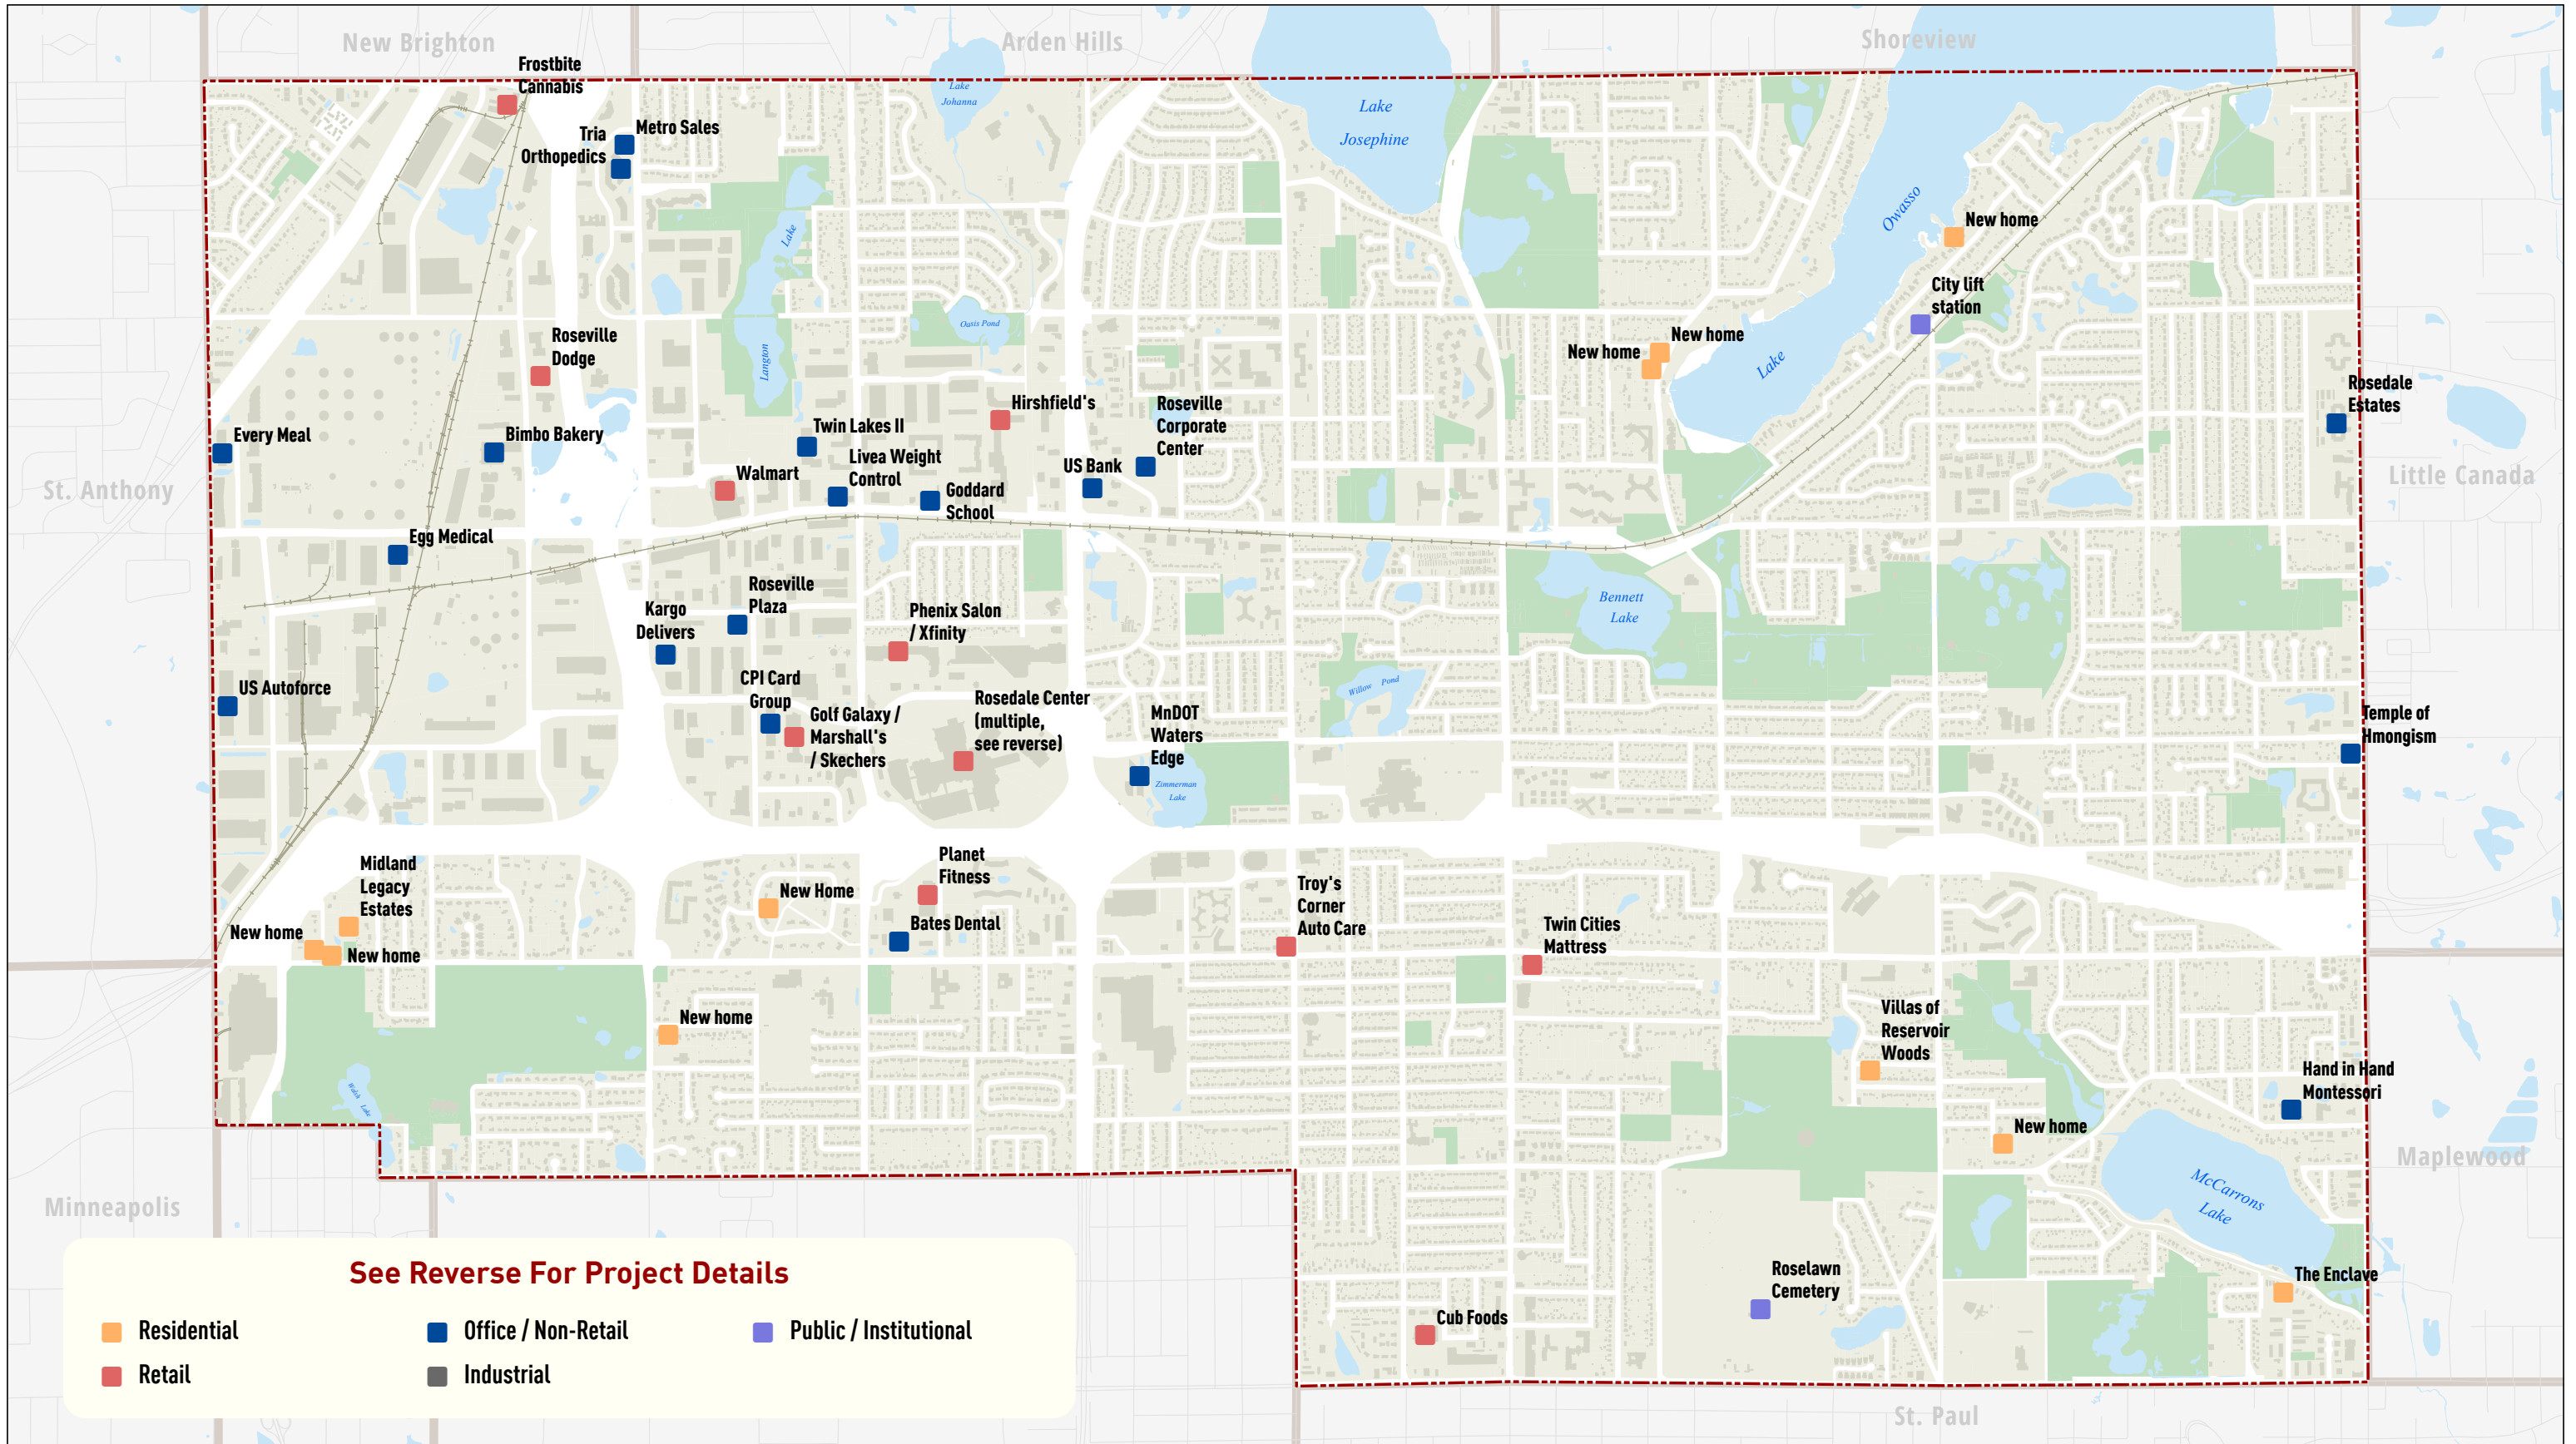 New Brighton
Arden Hills
Shoreview
Frostbite
Cannabis
Lake
Johanna
Lake
Josephine
Tria
Orthopedics
Metro Sales
Owasso
New home
Lake
City lift
station
Oasis Pond
Roseville
Dodge
New home
New home
Langton
Lake
Rosedale
Estates
Hirshfield's
Roseville
Corporate
Center
Every Meal
Bimbo Bakery
Twin Lakes II
Livea Weight
Control
US Bank
Walmart
Goddard
School
St. Anthony
Little Canada
Egg Medical
Roseville
Plaza
Kargo
Delivers
Phenix Salon
/ Xfinity
Bennett
Lake
US Autoforce
CPI Card
Group
Golf Galaxy /
Marshall's
/ Skechers
Rosedale Center
(multiple,
see reverse)
MnDOT
Waters
Edge
Willow Pond
Temple of
Hmongism
Zimmerman
Lake
Midland
Legacy
Estates
New Home
Planet
Fitness
Bates Dental
Troy's
Corner
Auto Care
Twin Cities
Mattress
New home
New home
New home
Villas of
Reservoir
Woods
Walsh Lake
Hand in Hand
Montessori
New home
Maplewood
Minneapolis
McCarrons
Lake
Roselawn
Cemetery
The Enclave
Cub Foods
St. Paul
See Reverse For Project Details
Residential
Office / Non-Retail
Public / Institutional
Retail
Industrial